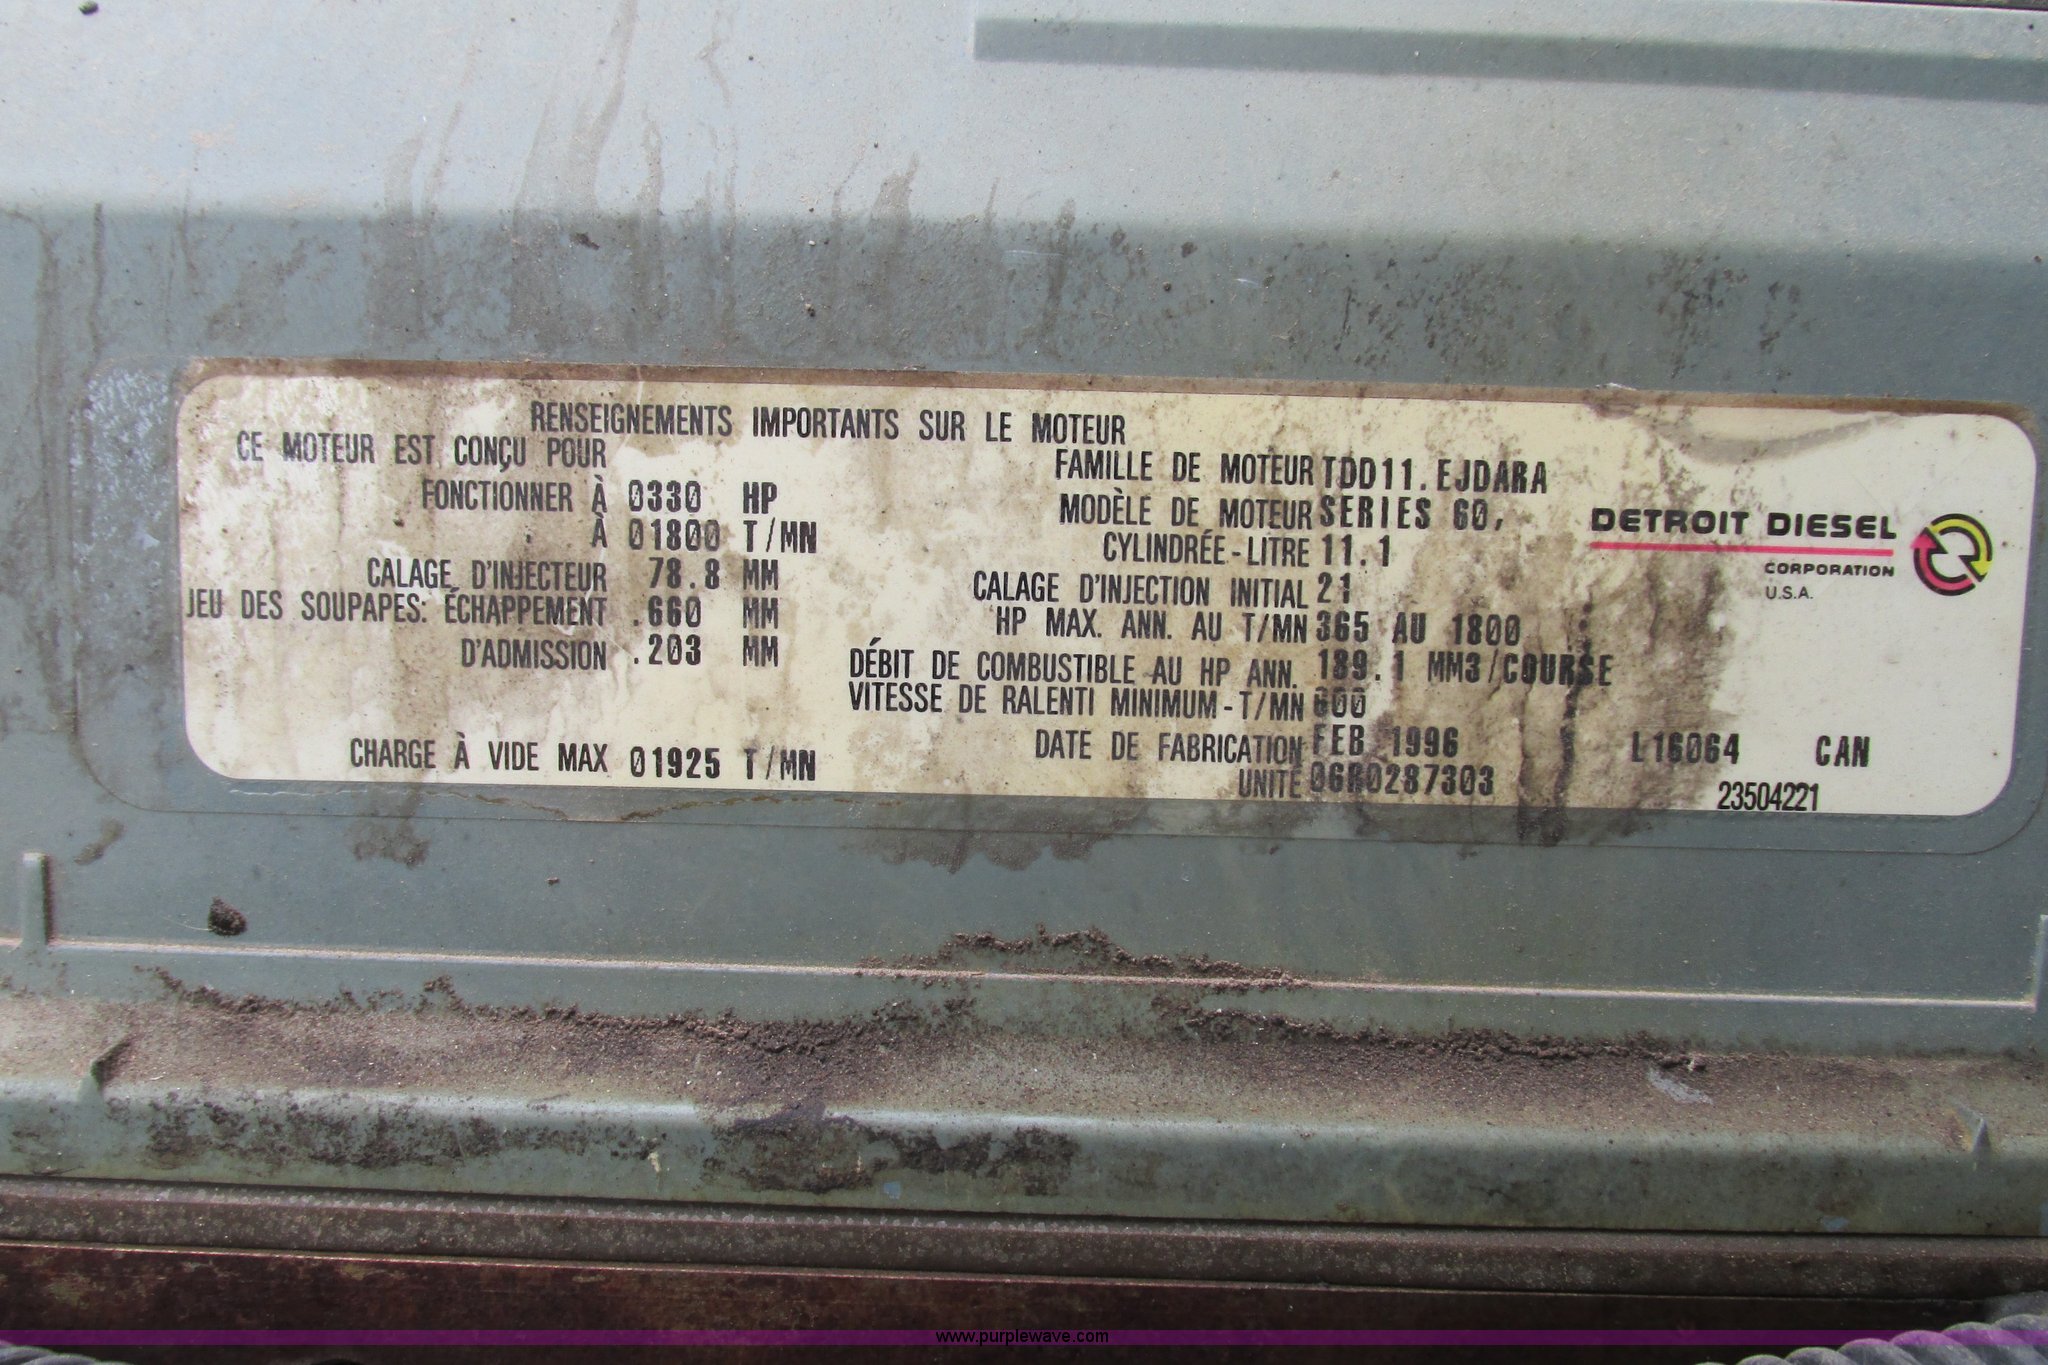 RENSEIGNEMENTS IMPORTANTS SUR LE MOTEUR
CE MOTEUR EST CONÇU POUR
FONCTIONNER À 0330 HP
À 01800 T/MN
CALAGE D'INJECTEUR 78.8 MM
JEU DES SOUPAPES: ÉCHAPPEMENT .660 MM
D'ADMISSION .203 MM
CHARGE À VIDE MAX 01925 T/MN
FAMILLE DE MOTEUR TDD11.EJDARA
MODÈLE DE MOTEUR SERIES 60,
CYLINDRÉE-LITRE 11.1
CALAGE D'INJECTION INITIAL 21
HP MAX. ANN. AU T/MN 365 AU 1800
DÉBIT DE COMBUSTIBLE AU HP ANN. 189.1 MM3/COURSE
VITESSE DE RALENTI MINIMUM-T/MN 600
DATE DE FABRICATION FEB 1996
UNITÉ 06R0287303
DETROIT DIESEL
CORPORATION
U.S.A.
L16064 CAN
23504221
www.purplewave.com